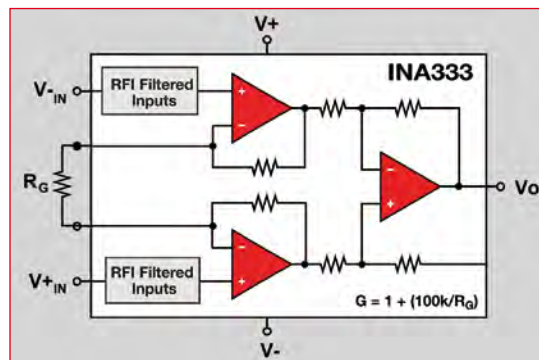 V+
INA333
V-IN
RFI Filtered
Inputs
+
-
RG
-
+
Vo
-
+
V+IN
RFI Filtered
Inputs
G = 1 + (100k/RG)
V-